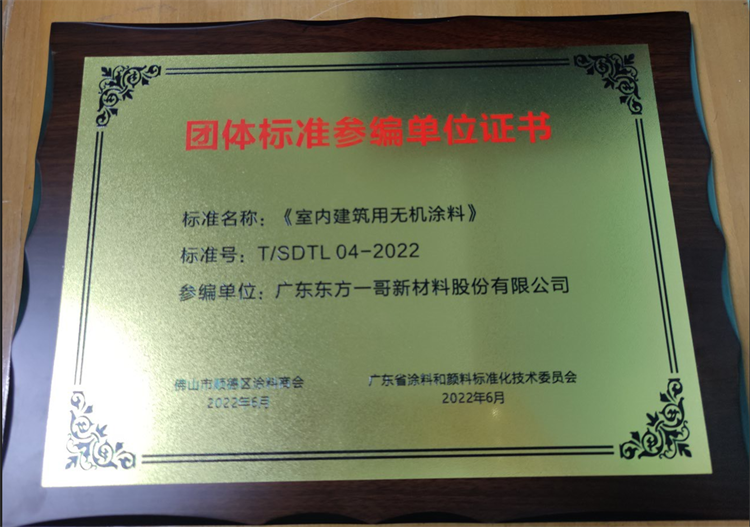 团体标准参编单位证书
标准名称：《室内建筑用无机涂料》
标准号：T/SDTL 04-2022
参编单位：广东东方一哥新材料股份有限公司
佛山市顺德区涂料商会
2022年6月
广东省涂料和颜料标准化技术委员会
2022年6月